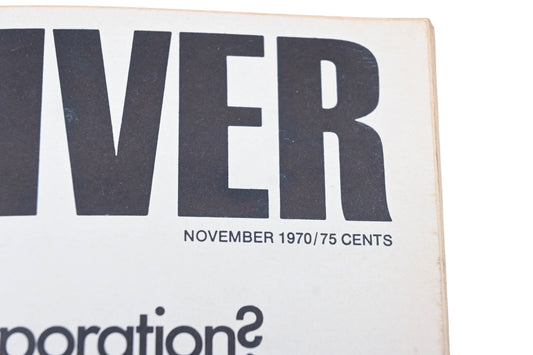 IVER
NOVEMBER 1970/75 CENTS
poration?